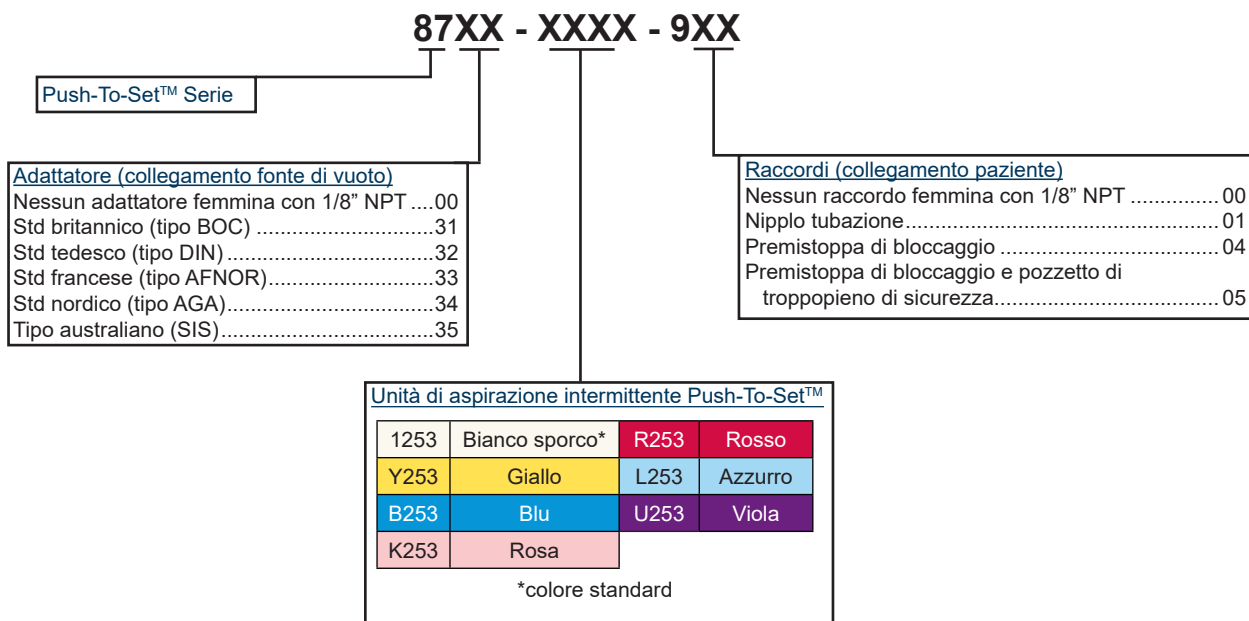 87XX - XXXX - 9XX
Push-To-Set™ Serie
Adattatore (collegamento fonte di vuoto)
Nessun adattatore femmina con 1/8” NPT ....00
Std britannico (tipo BOC) ....................................31
Std tedesco (tipo DIN)..........................................32
Std francese (tipo AFNOR)..................................33
Std nordico (tipo AGA)..........................................34
Tipo australiano (SIS)...........................................35
Raccordi (collegamento paziente)
Nessun raccordo femmina con 1/8” NPT ...............00
Nipplo tubazione.......................................................01
Premistoppa di bloccaggio ......................................04
Premistoppa di bloccaggio e pozzetto di
troppopieno di sicurezza.......................................05
Unità di aspirazione intermittente Push-To-Set™
1253 Bianco sporco* R253 Rosso
Y253 Giallo L253 Azzurro
B253 Blu U253 Viola
K253 Rosa
*colore standard